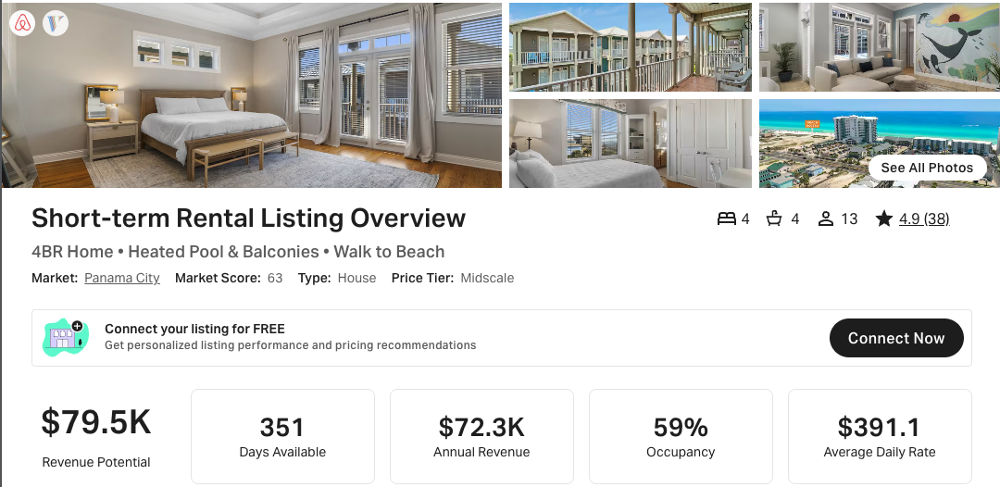 See All Photos
Short-term Rental Listing Overview
4 4 13 4.9 (38)
4BR Home • Heated Pool & Balconies • Walk to Beach
Market: Panama City Market Score: 63 Type: House Price Tier: Midscale
Connect your listing for FREE
Get personalized listing performance and pricing recommendations
Connect Now
$79.5K
Revenue Potential
351
Days Available
$72.3K
Annual Revenue
59%
Occupancy
$391.1
Average Daily Rate